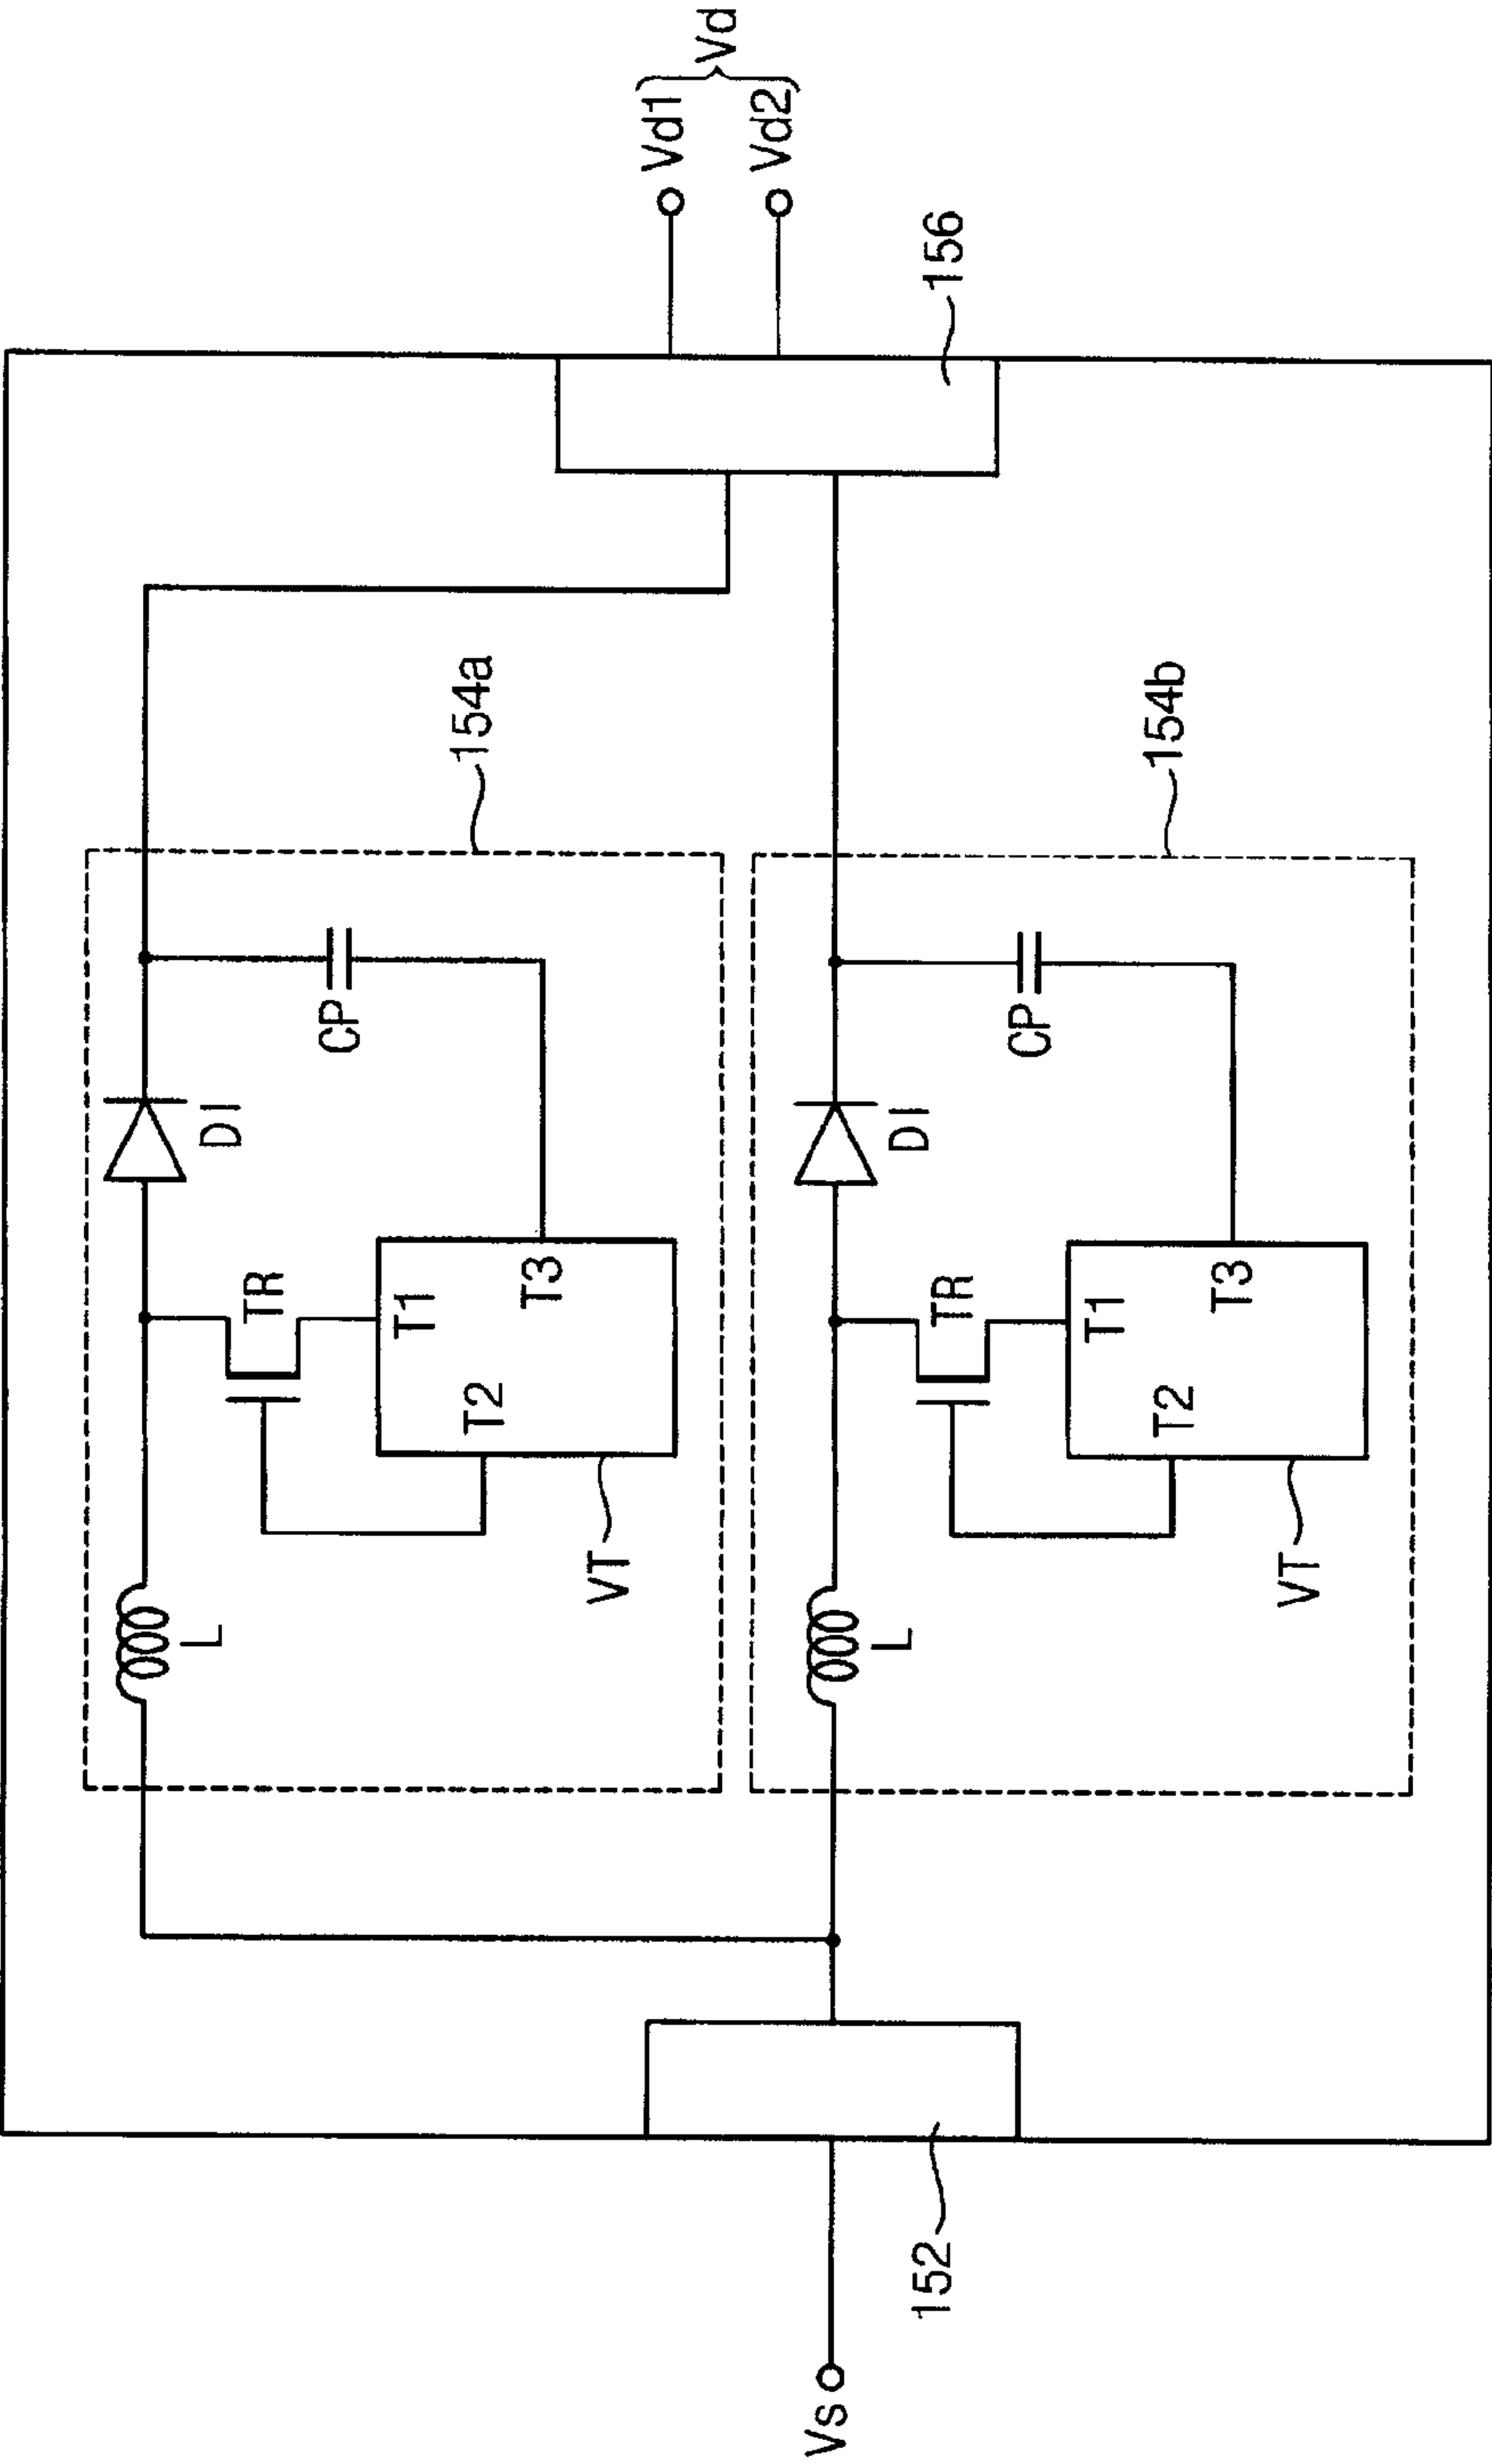 Vs
152
154a
L
DI
TR
CP
T1
T2
T3
VT
154b
L
DI
TR
CP
T1
T2
T3
VT
156
Vd1
Vd2
Vd